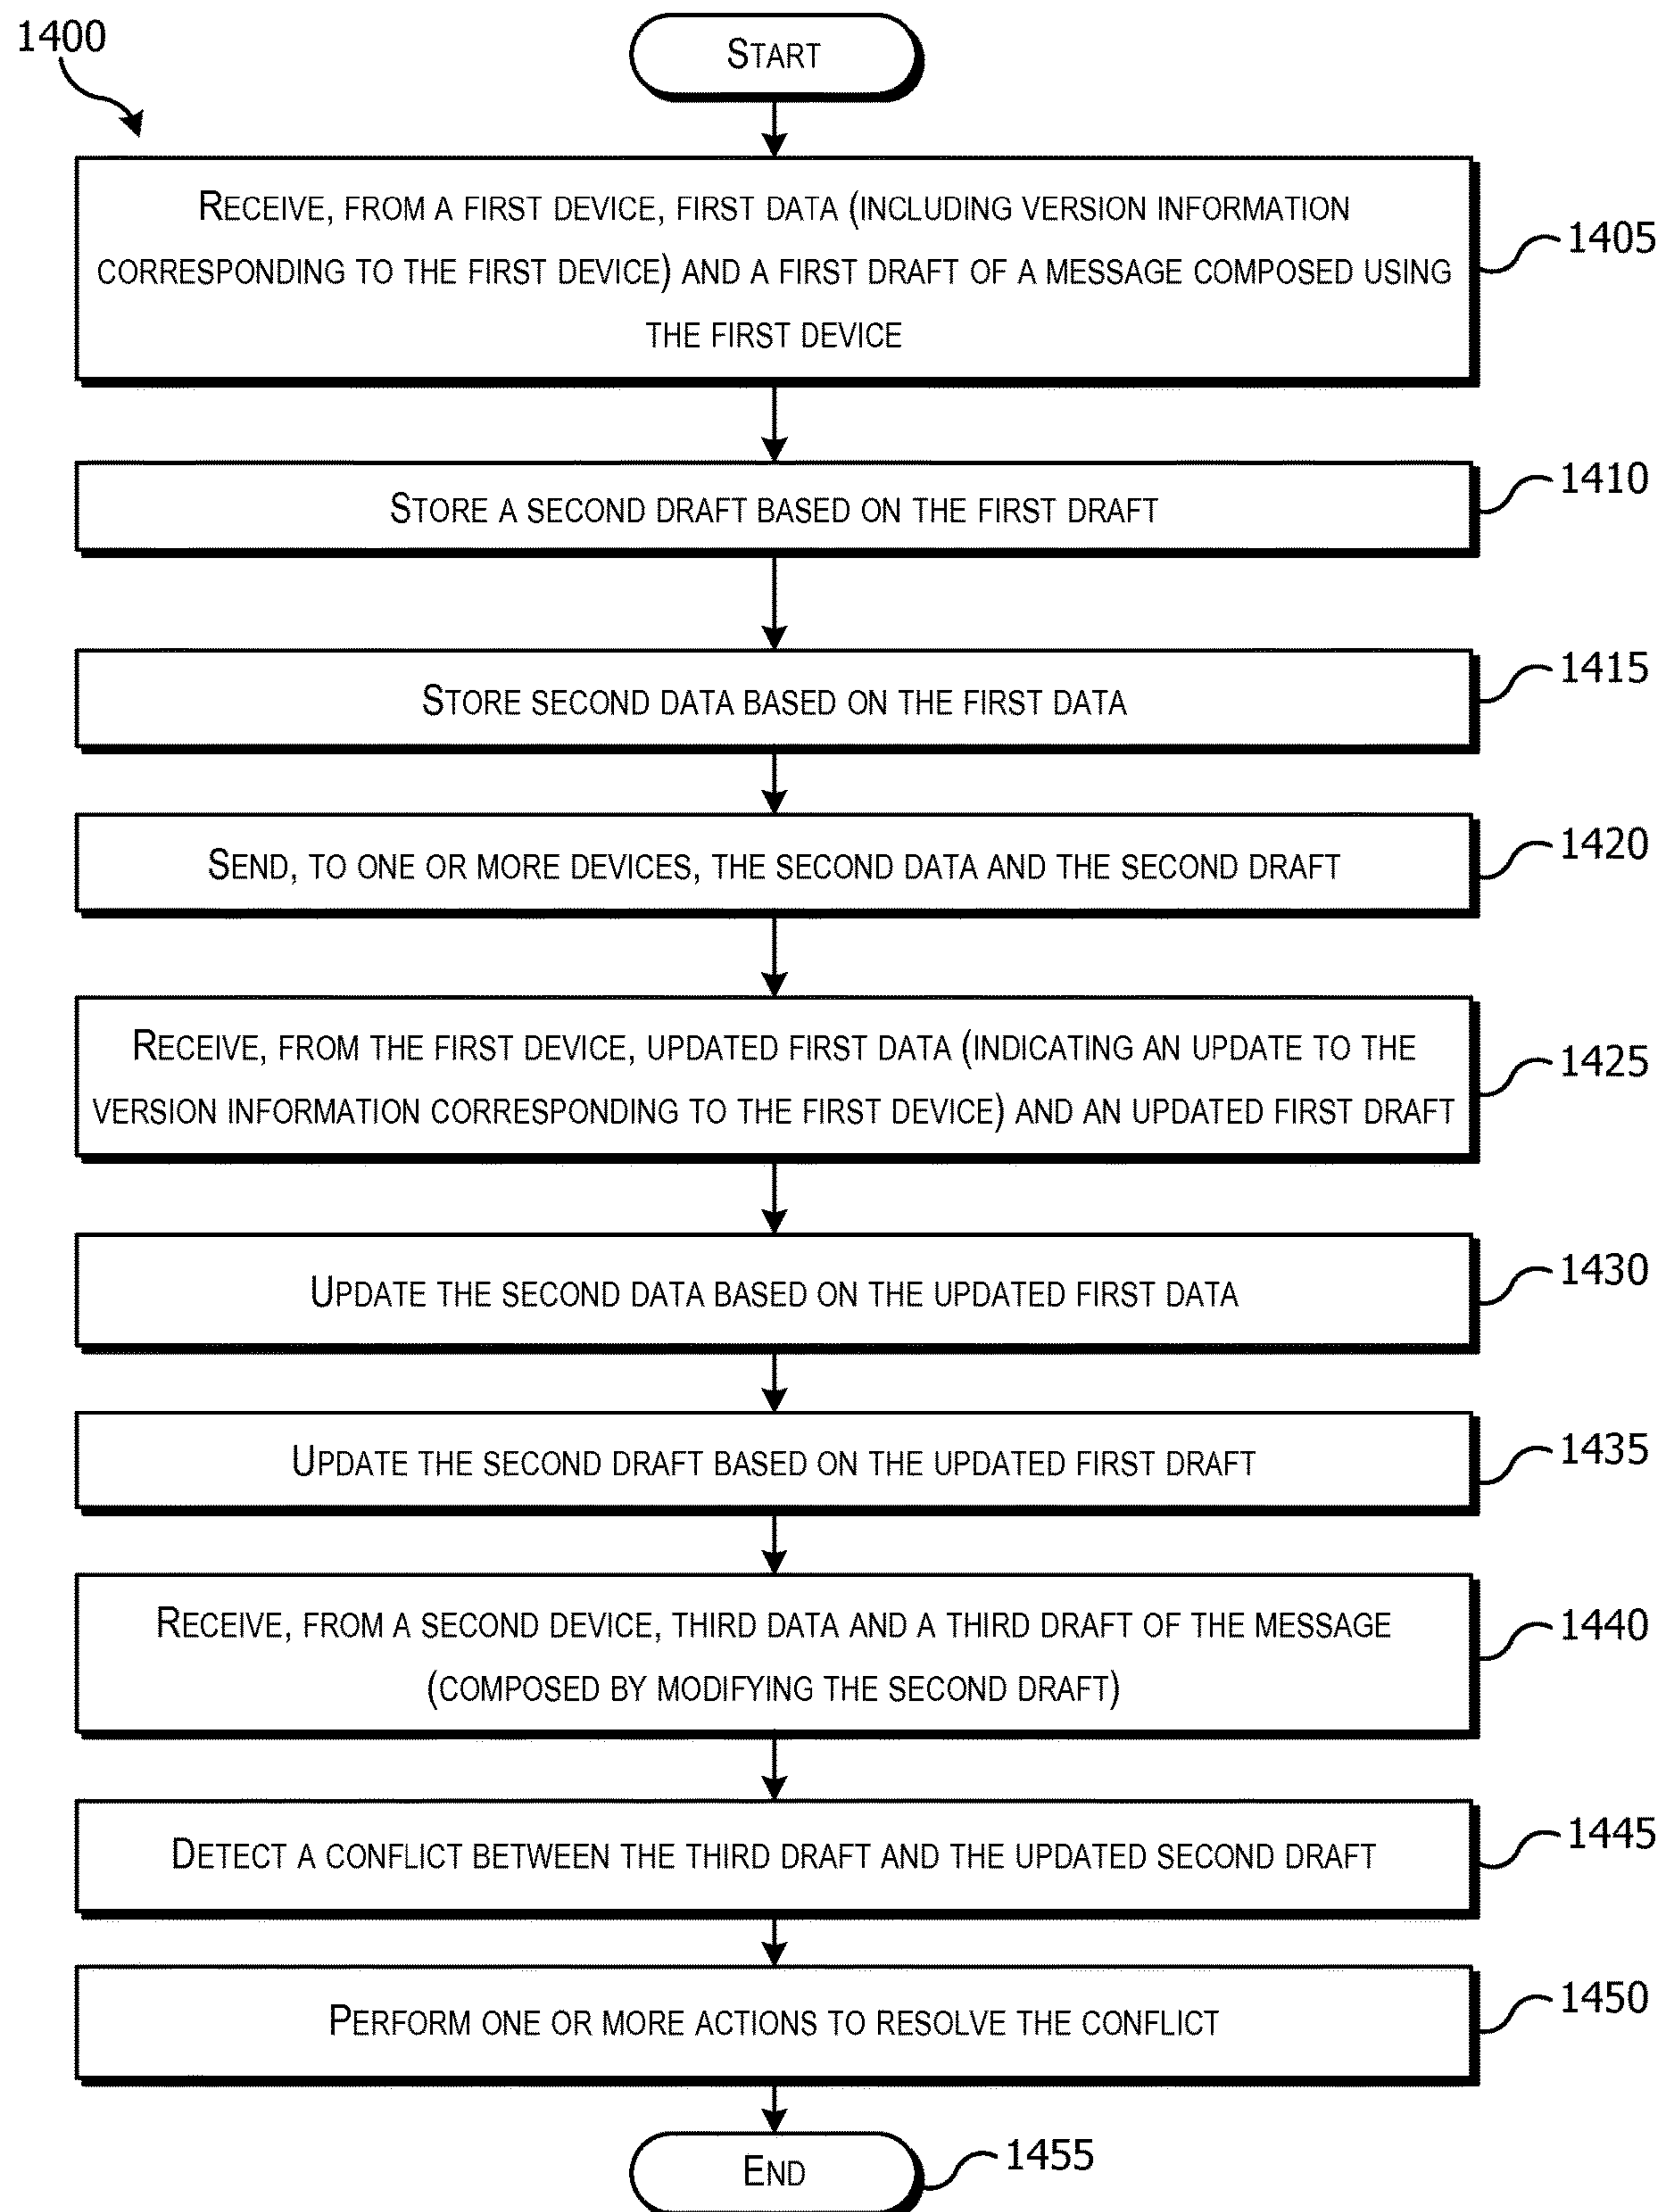 1400
START
RECEIVE, FROM A FIRST DEVICE, FIRST DATA (INCLUDING VERSION INFORMATION
CORRESPONDING TO THE FIRST DEVICE) AND A FIRST DRAFT OF A MESSAGE COMPOSED USING
THE FIRST DEVICE
1405
STORE A SECOND DRAFT BASED ON THE FIRST DRAFT
1410
STORE SECOND DATA BASED ON THE FIRST DATA
1415
SEND, TO ONE OR MORE DEVICES, THE SECOND DATA AND THE SECOND DRAFT
1420
RECEIVE, FROM THE FIRST DEVICE, UPDATED FIRST DATA (INDICATING AN UPDATE TO THE
VERSION INFORMATION CORRESPONDING TO THE FIRST DEVICE) AND AN UPDATED FIRST DRAFT
1425
UPDATE THE SECOND DATA BASED ON THE UPDATED FIRST DATA
1430
UPDATE THE SECOND DRAFT BASED ON THE UPDATED FIRST DRAFT
1435
RECEIVE, FROM A SECOND DEVICE, THIRD DATA AND A THIRD DRAFT OF THE MESSAGE
(COMPOSED BY MODIFYING THE SECOND DRAFT)
1440
DETECT A CONFLICT BETWEEN THE THIRD DRAFT AND THE UPDATED SECOND DRAFT
1445
PERFORM ONE OR MORE ACTIONS TO RESOLVE THE CONFLICT
1450
END
1455